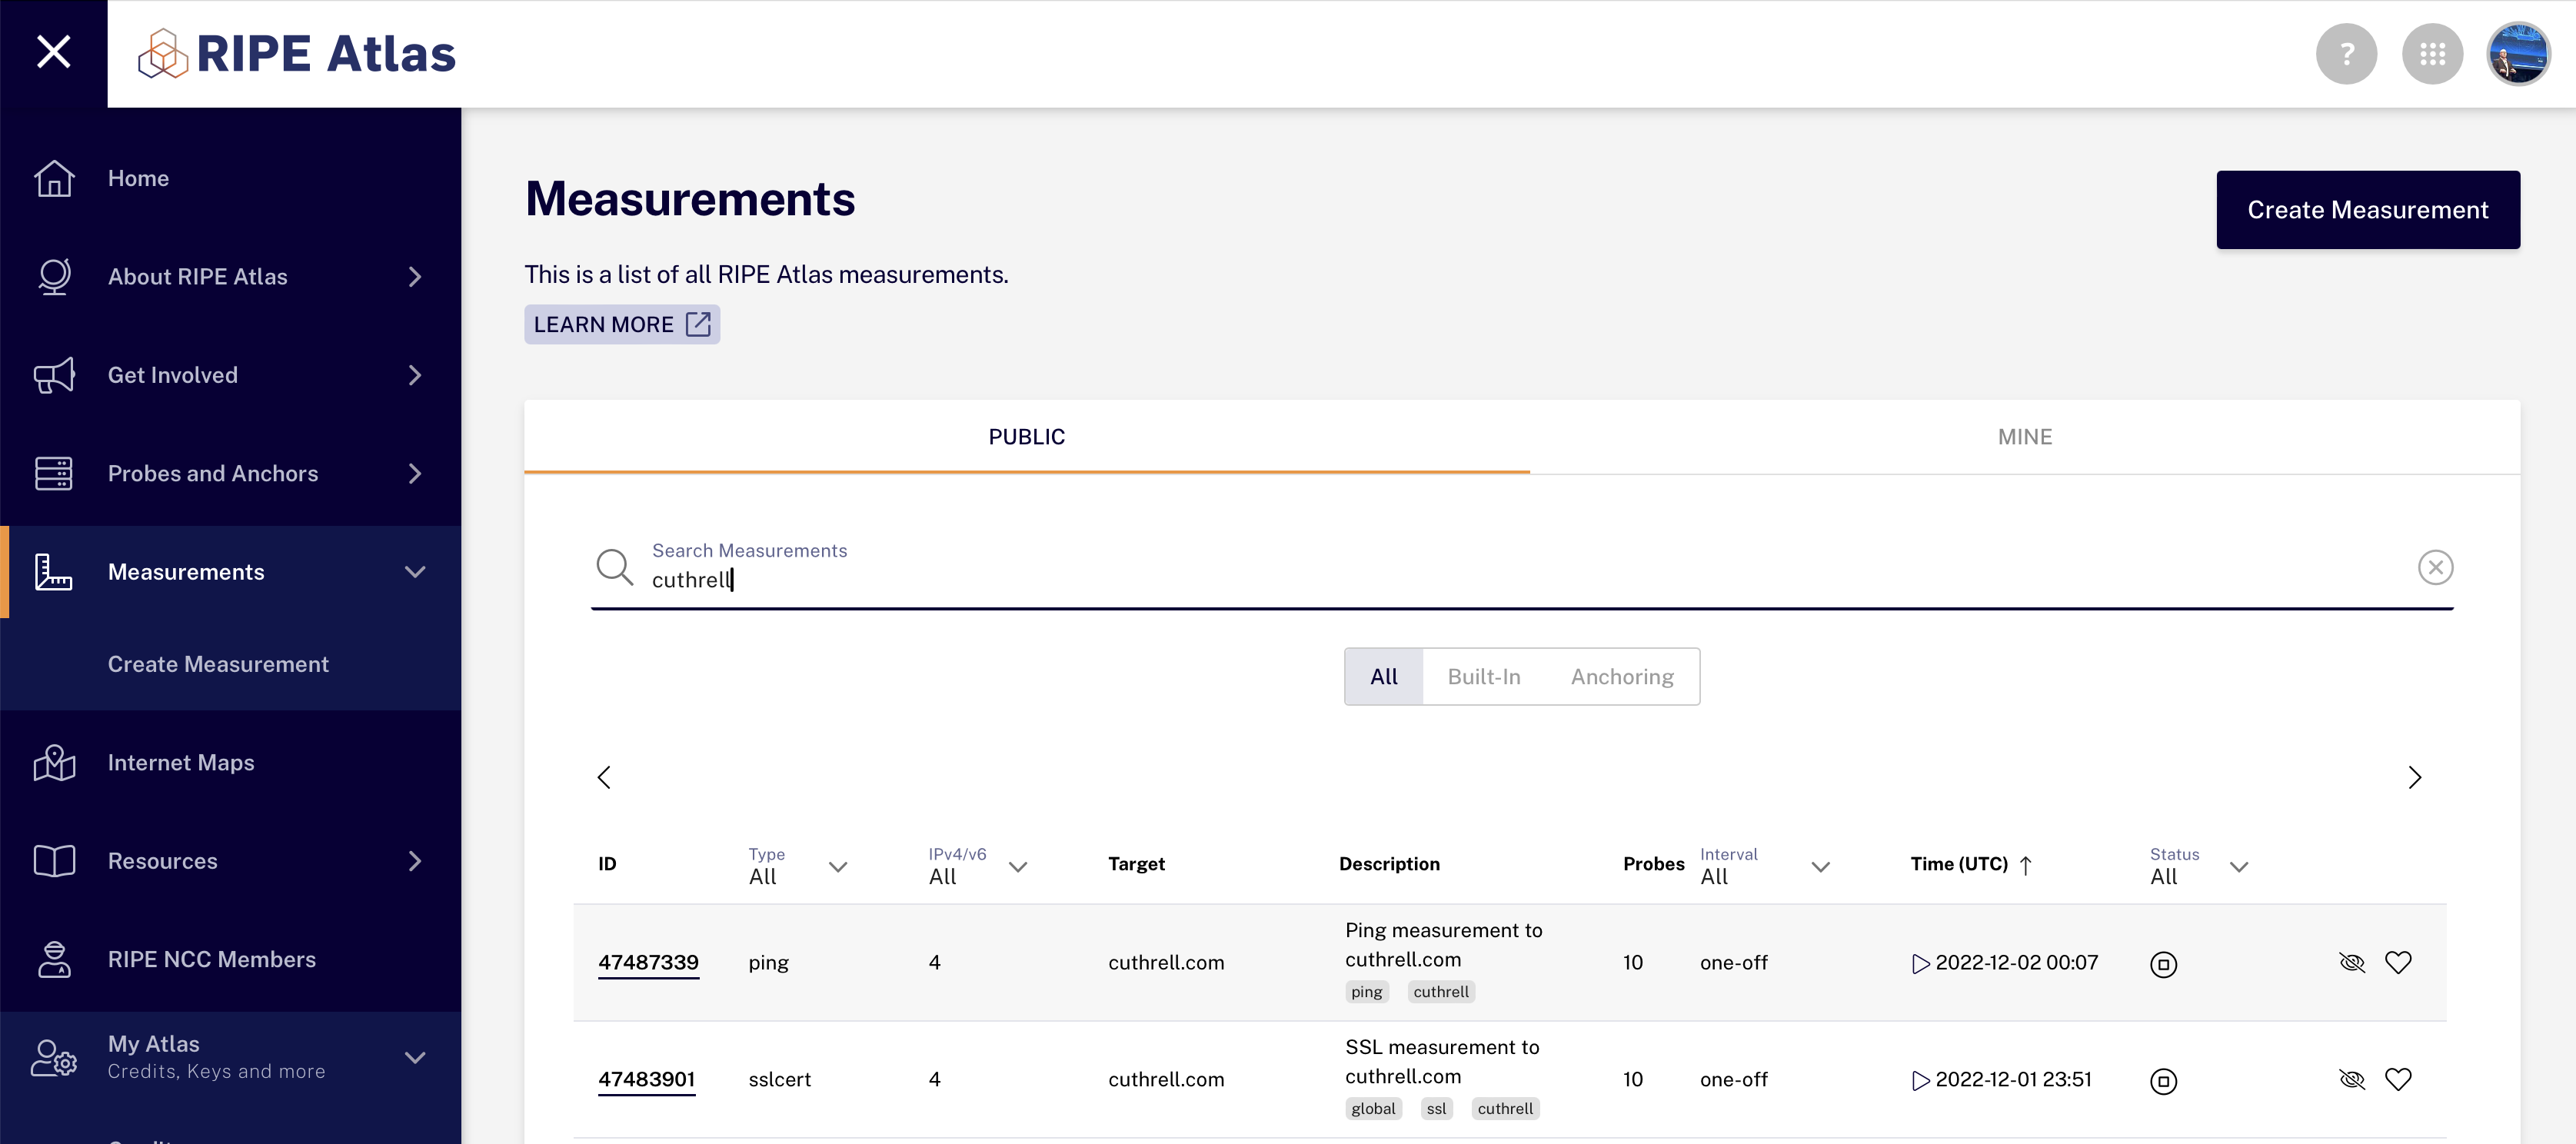 RIPE Atlas
?
Home
About RIPE Atlas
Get Involved
Probes and Anchors
Measurements
Create Measurement
Internet Maps
Resources
RIPE NCC Members
My Atlas
Credits, Keys and more
Measurements
Create Measurement
This is a list of all RIPE Atlas measurements.
LEARN MORE
PUBLIC
MINE
Search Measurements
cuthrell
All Built-In Anchoring
ID Type All IPv4/v6 All Target Description Probes Interval All Time (UTC) Status All
47487339 ping 4 cuthrell.com Ping measurement to cuthrell.com 10 one-off 2022-12-02 00:07
ping cuthrell
47483901 sslcert 4 cuthrell.com SSL measurement to cuthrell.com 10 one-off 2022-12-01 23:51
global ssl cuthrell